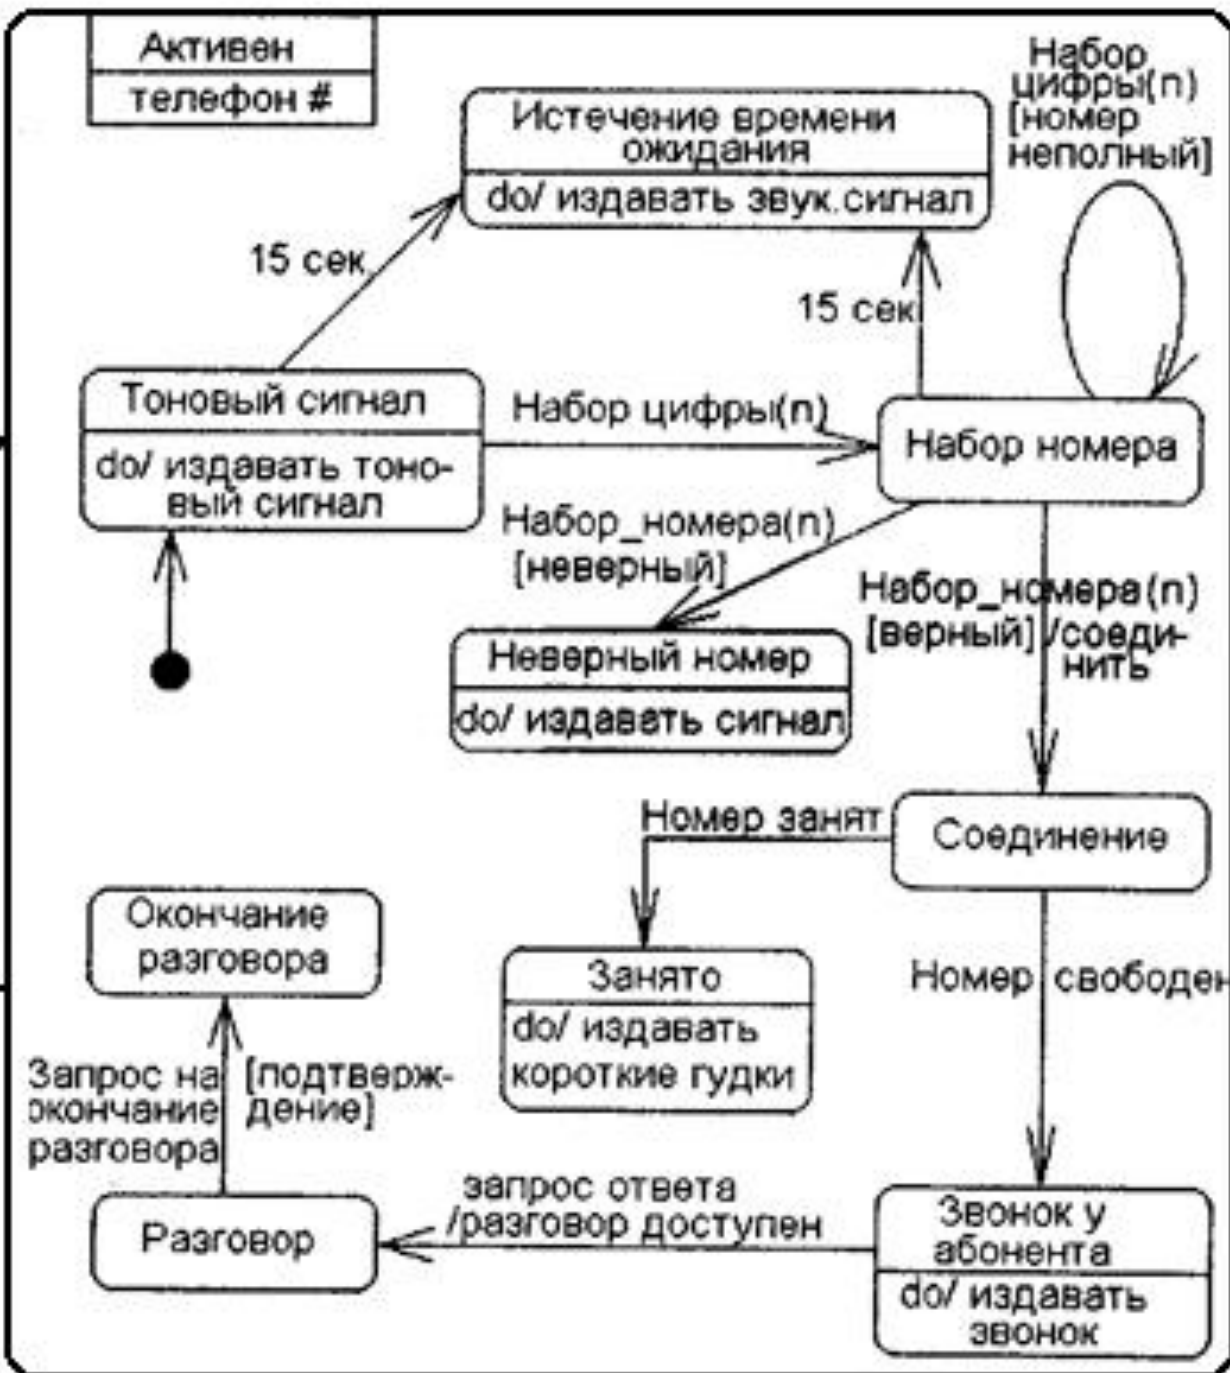 Активен
телефон #
Набор
цифры(n)
[номер
неполный]
Истечение времени
ожидания
do/ издавать звук.сигнал
15 сек
15 сек
Тоновый сигнал
do/ издавать тоно-
вый сигнал
Набор цифры(n)
Набор номера
Набор_номера(n)
[неверный]
Набор_номера(n)
[верный] /соеди-
нить
Неверный номер
do/ издавать сигнал
Номер занят
Соединение
Окончание
разговора
Занято
do/ издавать
короткие гудки
Номер свободен
Запрос на
окончание
разговора
[подтверж-
дение]
запрос ответа
/разговор доступен
Разговор
Звонок у
абонента
do/ издавать
звонок